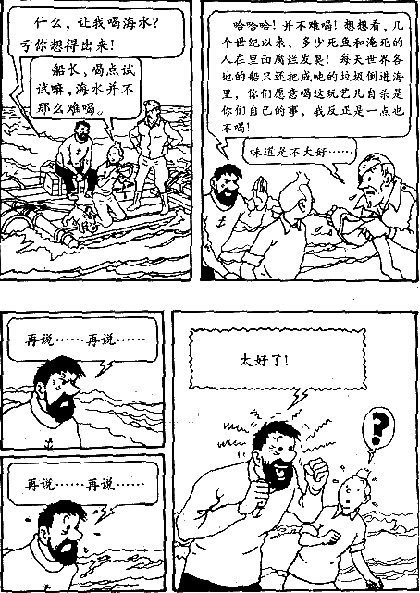 什么，让我喝海水？
亏你想得出来！
船长，喝点试
试嘛，海水并不
那么难喝。
哈哈哈！并不难喝！想想看，几
个世纪以来，多少死鱼和淹死的
人在里面腐烂发臭！每天世界各
地的船只还把成吨的垃圾倒进海
里，你们愿意喝这玩艺儿自杀是
你们自己的事，我反正是一点也
不喝！
味道是不大好……
再说……再说……
再说……再说……
太好了！
?